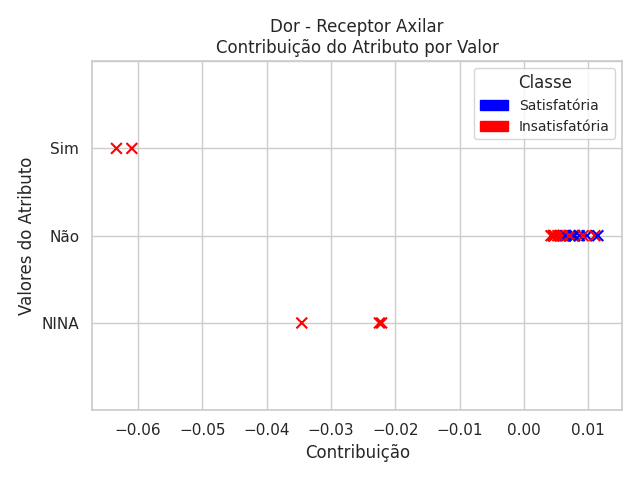 Dor - Receptor Axilar
Contribuição do Atributo por Valor
Classe
Satisfatória
Insatisfatória
Valores do Atributo
Sim
Não
NINA
−0.06 −0.05 −0.04 −0.03 −0.02 −0.01 0.00 0.01
Contribuição